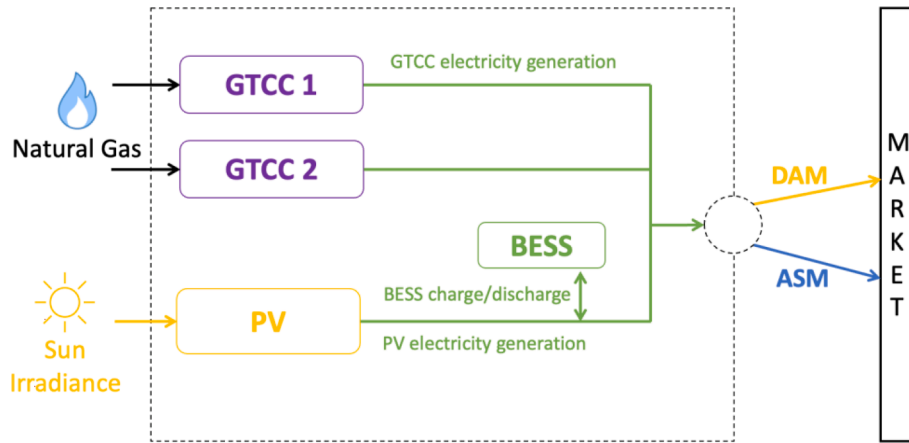 GTCC electricity generation
GTCC 1
Natural Gas
GTCC 2
DAM
BESS
ASM
BESS charge/discharge
PV
PV electricity generation
Sun
Irradiance
M
A
R
K
E
T